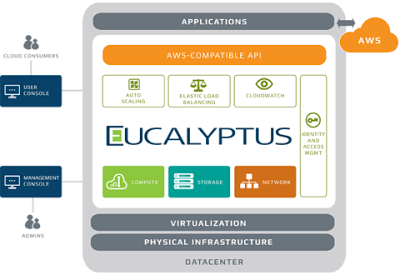 APPLICATIONS
AWS
CLOUD CONSUMERS
AWS-COMPATIBLE API
USER
CONSOLE
AUTO
SCALING
ELASTIC LOAD
BALANCING
CLOUDWATCH
EUCALYPTUS
IDENTITY
AND
ACCESS
MGMT
MANAGEMENT
CONSOLE
COMPUTE
STORAGE
NETWORK
ADMINS
VIRTUALIZATION
PHYSICAL INFRASTRUCTURE
DATACENTER